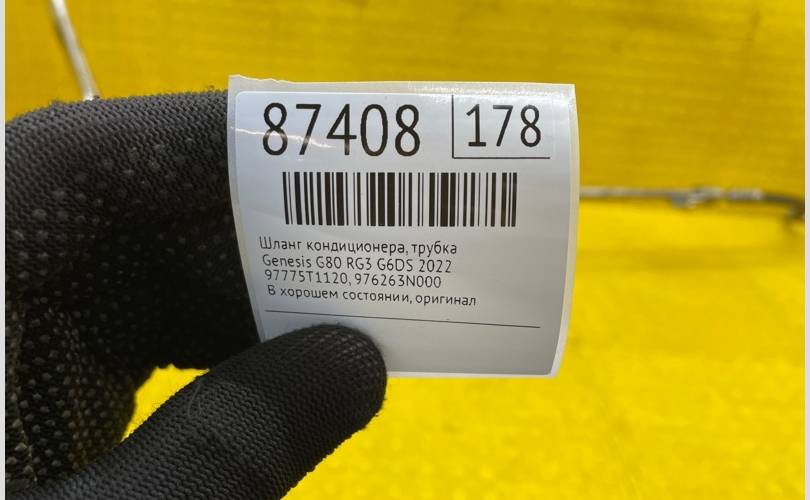 87408 178
Шланг кондиционера, трубка
Genesis G80 RG3 G6DS 2022
97775T1120, 976263N000
В хорошем состоянии, оригинал